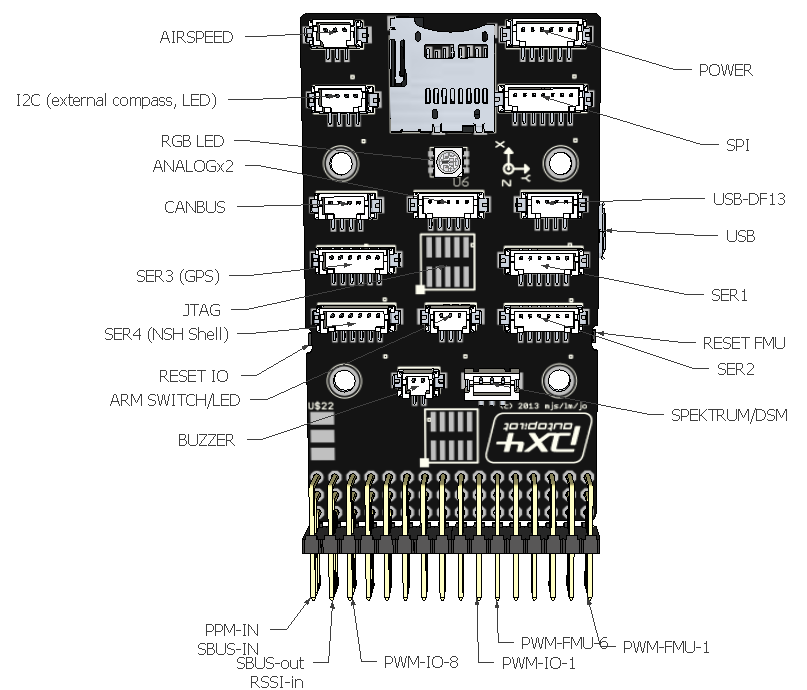 AIRSPEED
POWER
I2C (external compass, LED)
SPI
RGB LED
X
Y
Z
U6
ANALOGx2
CANBUS
USB-DF13
USB
SER3 (GPS)
SER1
JTAG
SER4 (NSH Shell)
RESET FMU
SER2
RESET IO
ARM SWITCH/LED
U$22
(c) 2013 mjs/lm/jo
SPEKTRUM/DSM
BUZZER
autopilot
PX4
PPM-IN
SBUS-IN
SBUS-out
RSSI-in
PWM-IO-8
PWM-IO-1
PWM-FMU-6
PWM-FMU-1